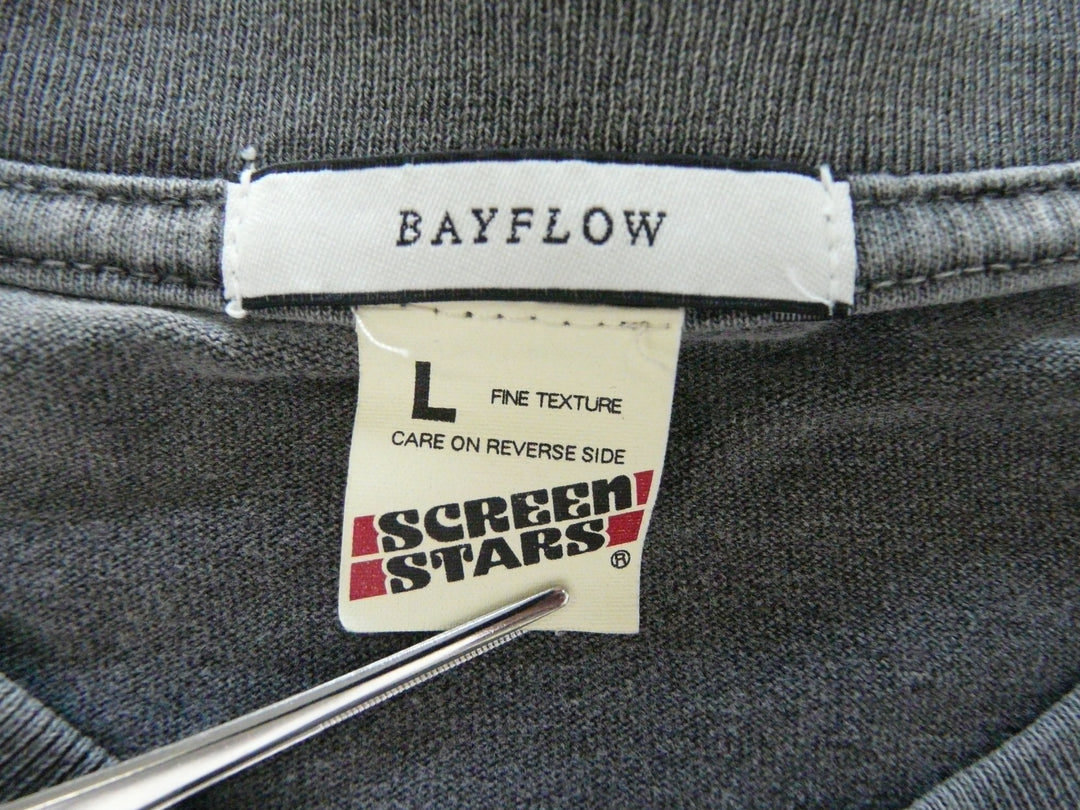 BAYFLOW
L FINE TEXTURE
CARE ON REVERSE SIDE
SCREEN
STARS®